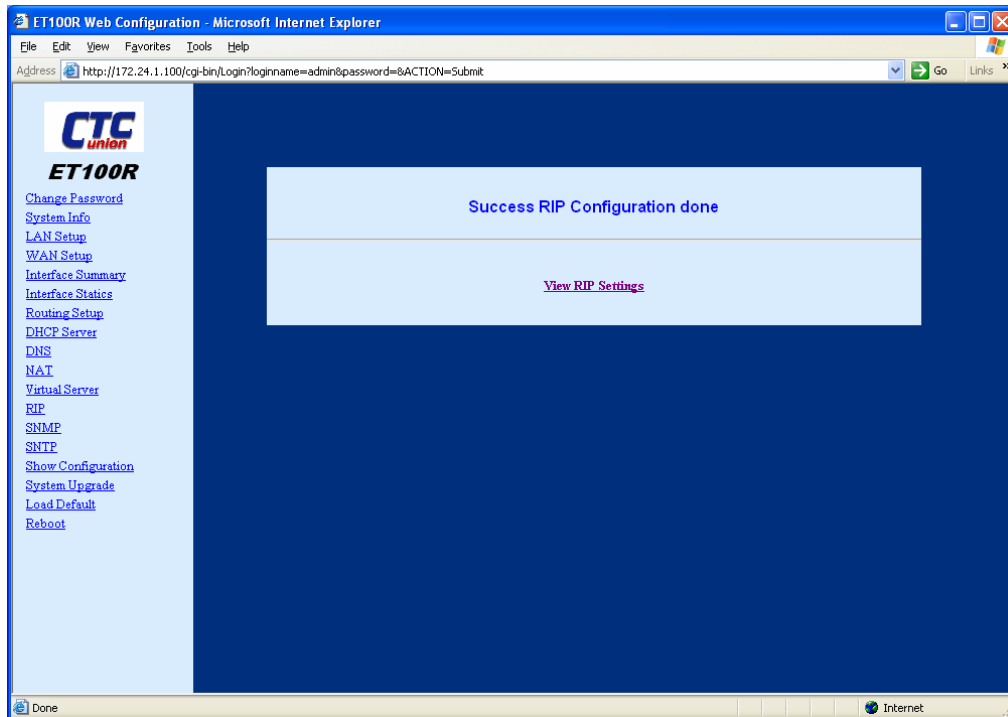 ET100R Web Configuration - Microsoft Internet Explorer
File Edit View Favorites Tools Help
Address http://172.24.1.100/cgi-bin/Login?loginname=admin&password=&ACTION=Submit Go Links »
CTC
union
ET100R
Change Password
System Info
LAN Setup
WAN Setup
Interface Summary
Interface Statics
Routing Setup
DHCP Server
DNS
NAT
Virtual Server
RIP
SNMP
SNTP
Show Configuration
System Upgrade
Load Default
Reboot
Success RIP Configuration done
View RIP Settings
Done Internet